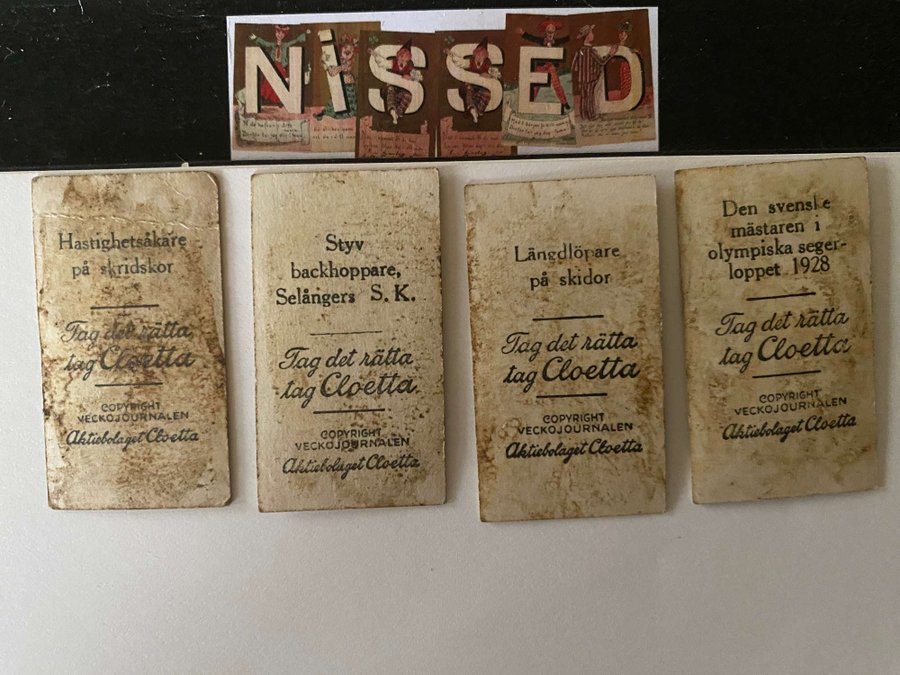 NiSSED
Hastighetsåkare
på skridskor
Tag det rätta
tag Cloetta
COPYRIGHT
VECKOJOURNALEN
Aktiebolaget Cloetta
Styv
backhoppare,
Selångers S. K.
Tag det rätta
tag Cloetta
COPYRIGHT
VECKOJOURNALEN
Aktiebolaget Cloetta
Längdlöpare
på skidor
Tag det rätta
tag Cloetta
COPYRIGHT
VECKOJOURNALEN
Aktiebolaget Cloetta
Den svenske
mästaren i
olympiska seger-
loppet 1928
Tag det rätta
tag Cloetta
COPYRIGHT
VECKOJOURNALEN
Aktiebolaget Cloetta